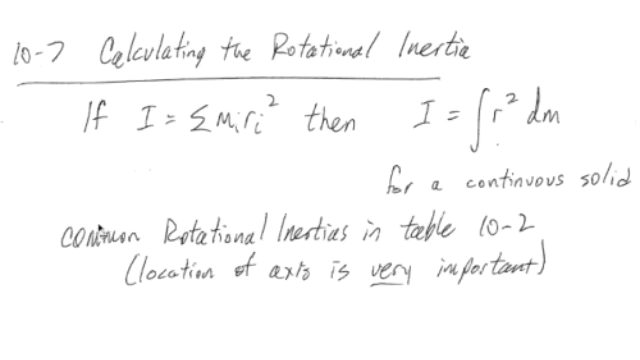 10-7 Calculating the Rotational Inertia
If I = Σ mᵢrᵢ² then I = ∫r² dm
for a continuous solid
common Rotational Inertias in table 10-2
(location of axis is very important)